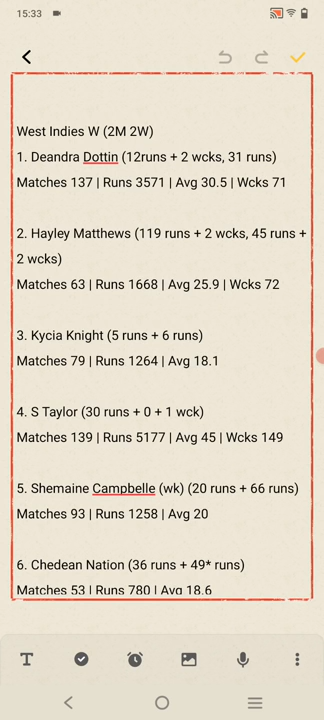 15:33
West Indies W (2M 2W)
1. Deandra Dottin (12runs + 2 wcks, 31 runs)
Matches 137 | Runs 3571 | Avg 30.5 | Wcks 71
2. Hayley Matthews (119 runs + 2 wcks, 45 runs +
2 wcks)
Matches 63 | Runs 1668 | Avg 25.9 | Wcks 72
3. Kycia Knight (5 runs + 6 runs)
Matches 79 | Runs 1264 | Avg 18.1
4. S Taylor (30 runs + 0 + 1 wck)
Matches 139 | Runs 5177 | Avg 45 | Wcks 149
5. Shemaine Campbelle (wk) (20 runs + 66 runs)
Matches 93 | Runs 1258 | Avg 20
6. Chedean Nation (36 runs + 49* runs)
Matches 53 | Runs 780 | Avg 18.6
T